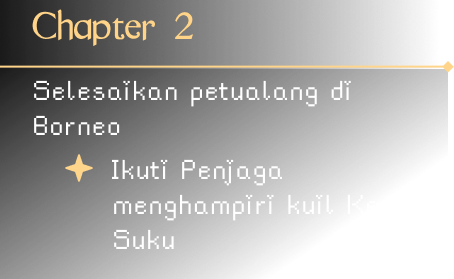 Chapter 2
Selesaikan petualang di
Borneo
Ikuti Penjaga
menghampiri kuil
Suku